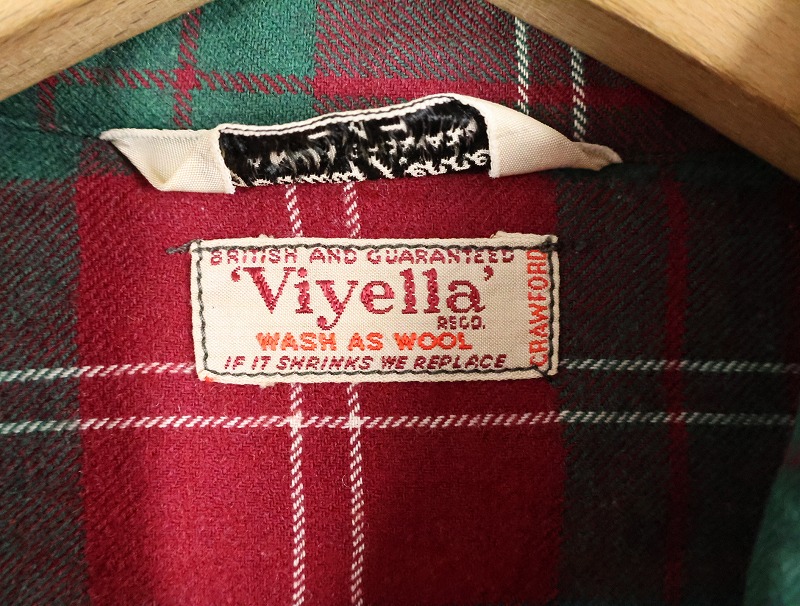 BRITISH AND GUARANTEED
'Viyella'
REGD.
WASH AS WOOL
IF IT SHRINKS WE REPLACE
CRAWFORD